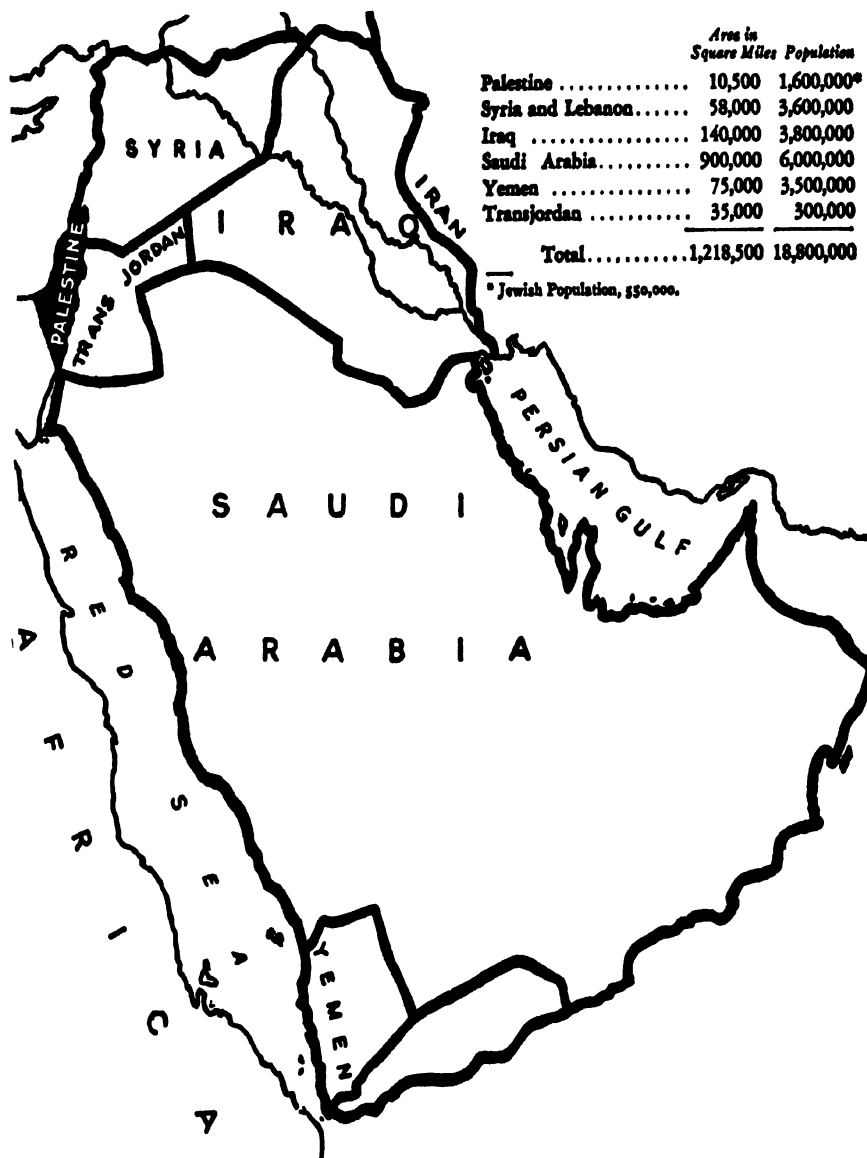 Area in
Square Miles Population
Palestine .............. 10,500 1,600,000*
Syria and Lebanon...... 58,000 3,600,000
Iraq ................ 140,000 3,800,000
Saudi Arabia.......... 900,000 6,000,000
Yemen .............. 75,000 3,500,000
Transjordan ........... 35,000 300,000
Total...........1,218,500 18,800,000
* Jewish Population, 550,000.
SYRIA
IRAN
IRAQ
PALESTINE
TRANS JORDAN
PERSIAN GULF
SAUDI
ARABIA
RED SEA
AFRICA
YEMEN